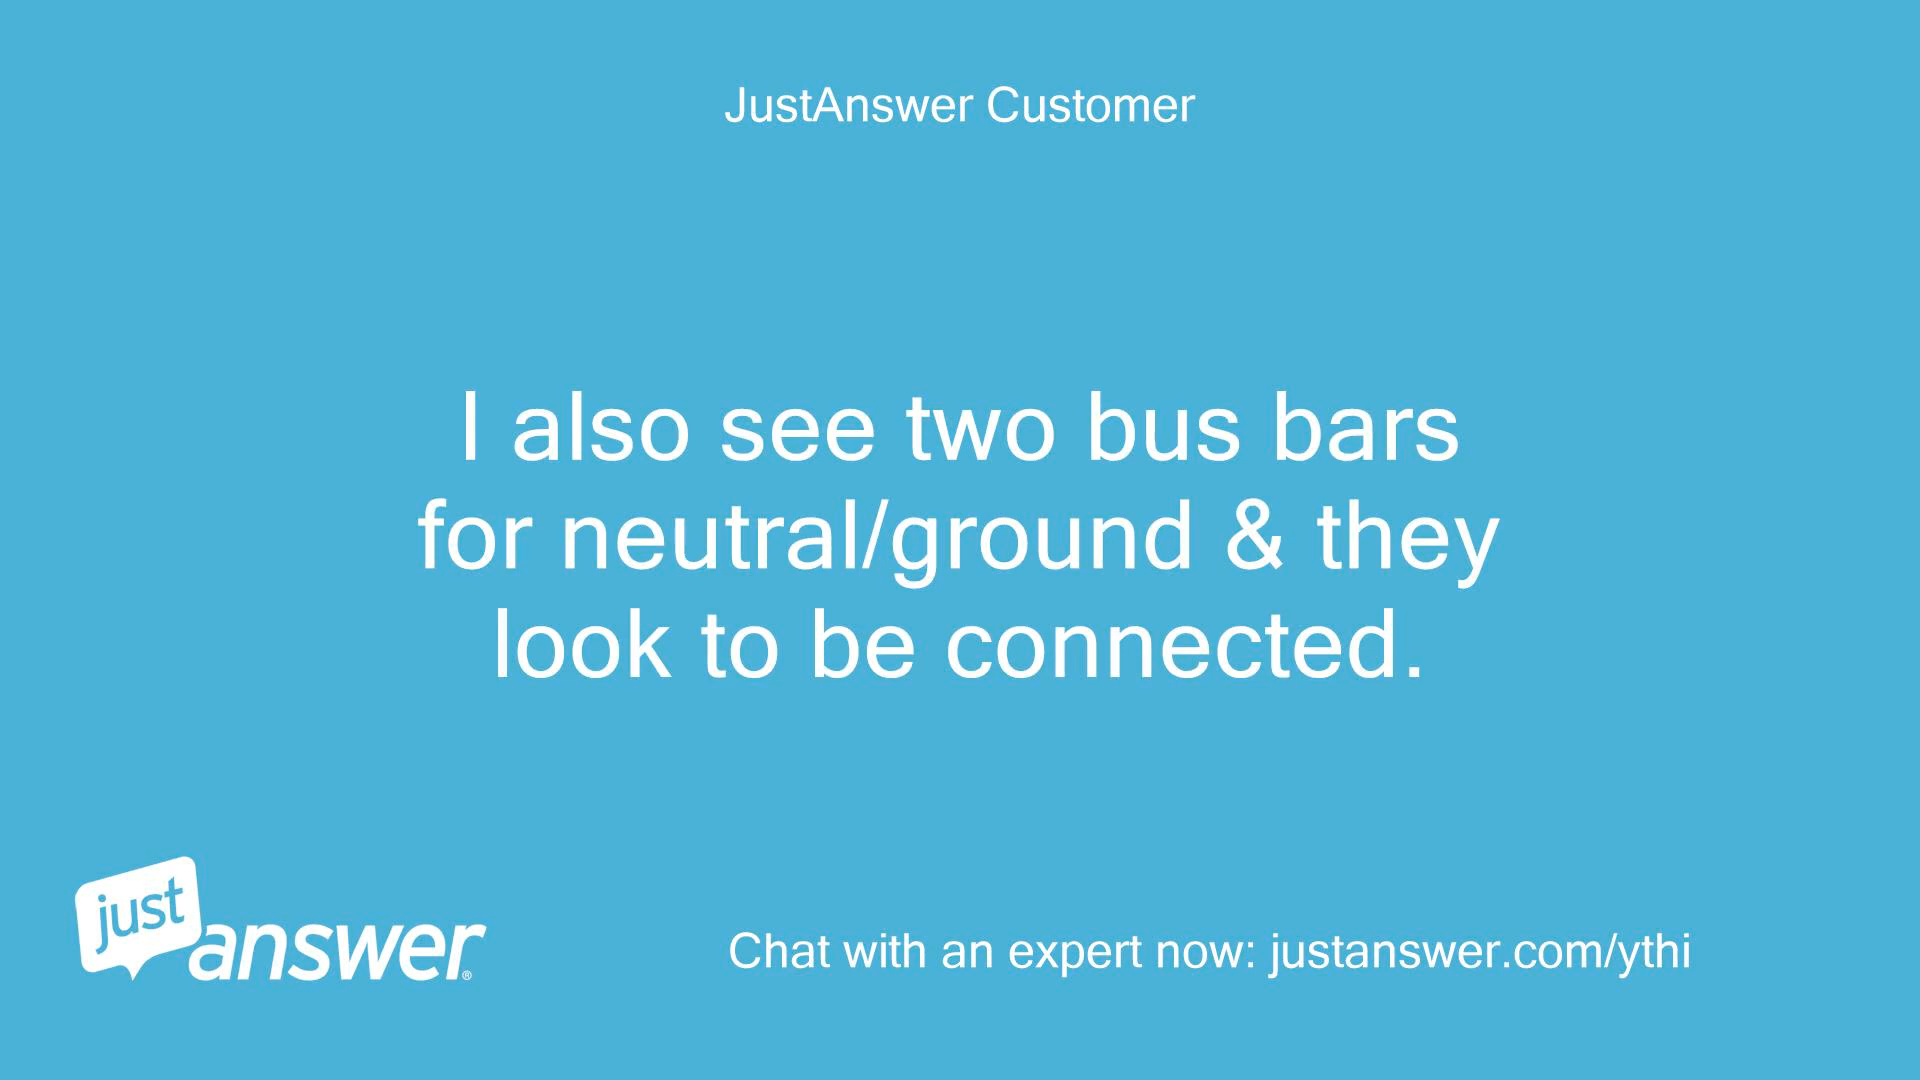 JustAnswer Customer
I also see two bus bars
for neutral/ground & they
look to be connected.
just
answer®
Chat with an expert now: justanswer.com/ythi